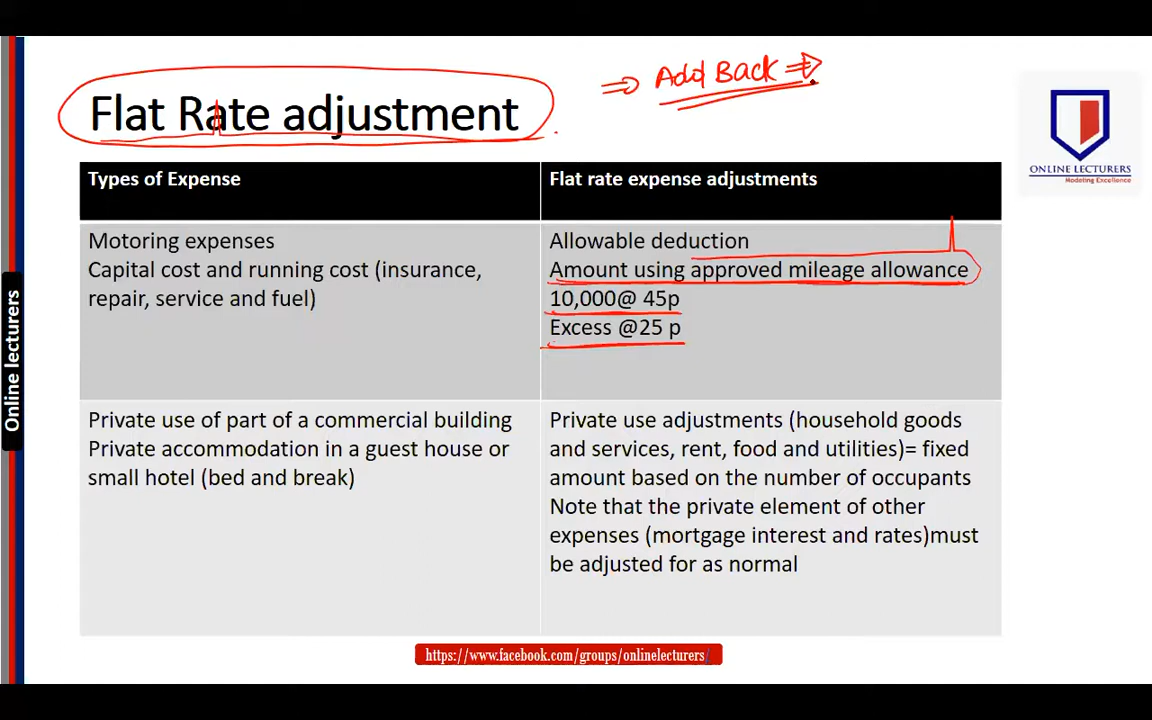 ⇒ Add Back ⇒
Flat Rate adjustment
ONLINE LECTURERS
Modeling Excellence
Types of Expense
Flat rate expense adjustments
Motoring expenses
Capital cost and running cost (insurance,
repair, service and fuel)
Allowable deduction
Amount using approved mileage allowance
10,000@ 45p
Excess @25 p
Private use of part of a commercial building
Private accommodation in a guest house or
small hotel (bed and break)
Private use adjustments (household goods
and services, rent, food and utilities)= fixed
amount based on the number of occupants
Note that the private element of other
expenses (mortgage interest and rates)must
be adjusted for as normal
Online lecturers
https://www.facebook.com/groups/onlinelecturers/